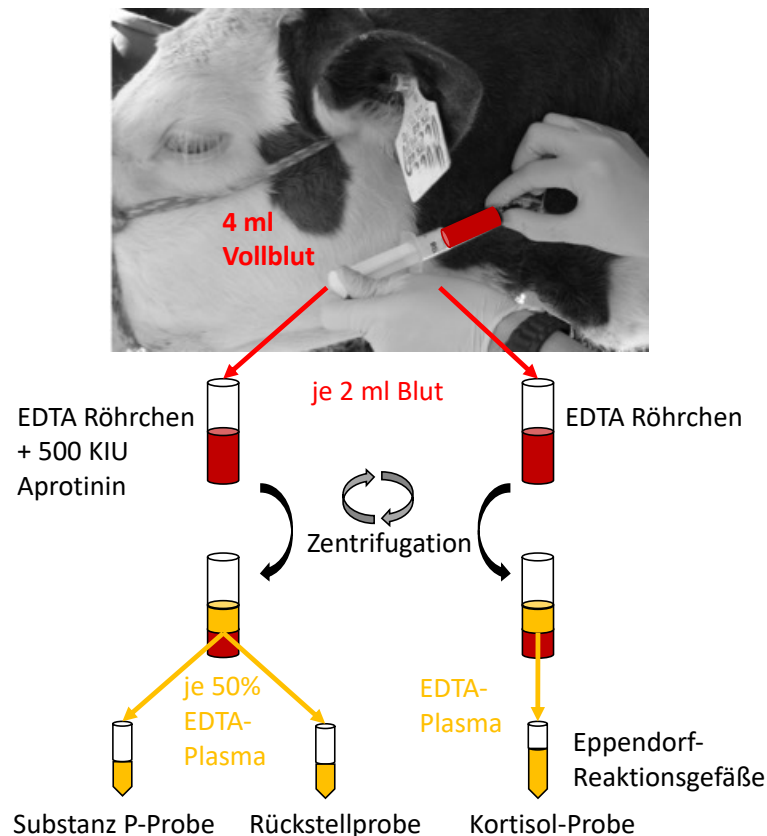 4 ml
Vollblut
je 2 ml Blut
EDTA Röhrchen
+ 500 KIU
Aprotinin
EDTA Röhrchen
Zentrifugation
je 50%
EDTA-
Plasma
EDTA-
Plasma
Eppendorf-
Reaktionsgefäße
Substanz P-Probe
Rückstellprobe
Kortisol-Probe